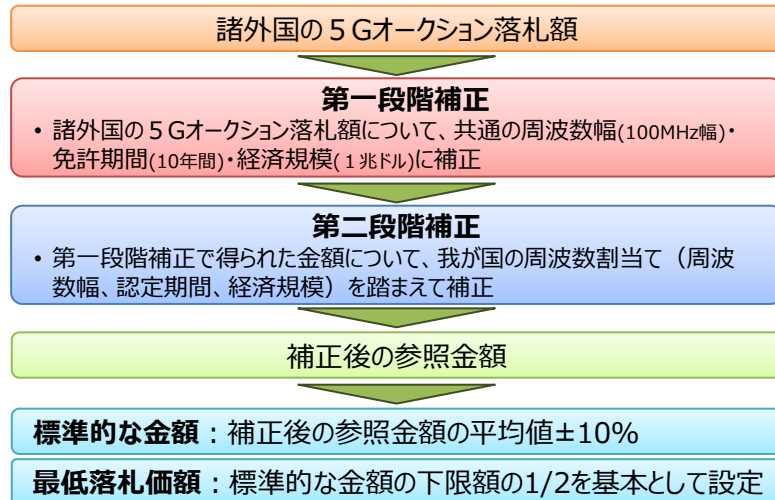 諸外国の５Gオークション落札額
第一段階補正
• 諸外国の５Gオークション落札額について、共通の周波数幅(100MHz幅)・
免許期間(10年間)・経済規模(１兆ドル)に補正
第二段階補正
• 第一段階補正で得られた金額について、我が国の周波数割当て（周波
数幅、認定期間、経済規模）を踏まえて補正
補正後の参照金額
標準的な金額：補正後の参照金額の平均値±10%
最低落札価額：標準的な金額の下限額の1/2を基本として設定